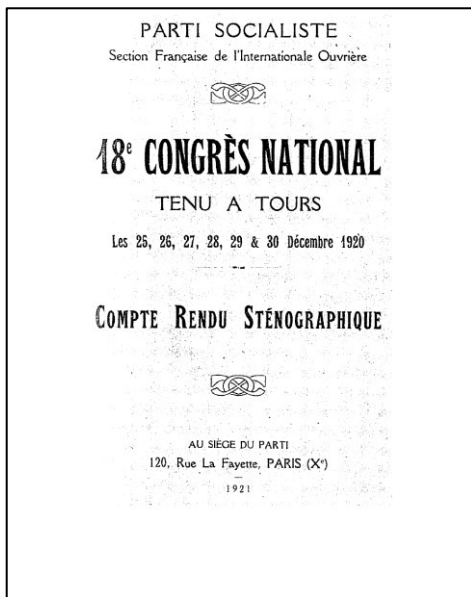 PARTI SOCIALISTE
Section Française de l'Internationale Ouvrière
18e CONGRÈS NATIONAL
TENU A TOURS
Les 25, 26, 27, 28, 29 & 30 Décembre 1920
COMPTE RENDU STÉNOGRAPHIQUE
AU SIÈGE DU PARTI
120, Rue La Fayette, PARIS (Xe)
1921